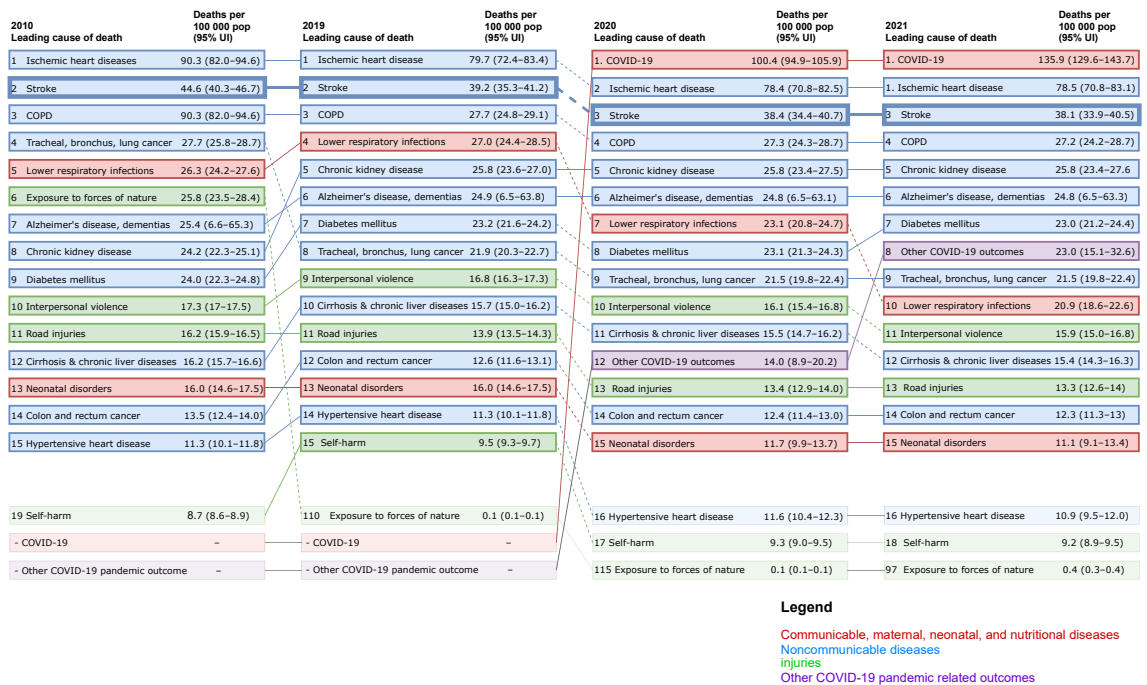 2010
Leading cause of death
Deaths per
100 000 pop
(95% UI)
1 Ischemic heart diseases 90.3 (82.0–94.6)
2 Stroke 44.6 (40.3–46.7)
3 COPD 90.3 (82.0–94.6)
4 Tracheal, bronchus, lung cancer 27.7 (25.8–28.7)
5 Lower respiratory infections 26.3 (24.2–27.6)
6 Exposure to forces of nature 25.8 (23.5–28.4)
7 Alzheimer's disease, dementias 25.4 (6.6–65.3)
8 Chronic kidney disease 24.2 (22.3–25.1)
9 Diabetes mellitus 24.0 (22.3–24.8)
10 Interpersonal violence 17.3 (17–17.5)
11 Road injuries 16.2 (15.9–16.5)
12 Cirrhosis & chronic liver diseases 16.2 (15.7–16.6)
13 Neonatal disorders 16.0 (14.6–17.5)
14 Colon and rectum cancer 13.5 (12.4–14.0)
15 Hypertensive heart disease 11.3 (10.1–11.8)
19 Self-harm 8.7 (8.6–8.9)
- COVID-19 –
- Other COVID-19 pandemic outcome –
2019
Leading cause of death
Deaths per
100 000 pop
(95% UI)
1 Ischemic heart disease 79.7 (72.4–83.4)
2 Stroke 39.2 (35.3–41.2)
3 COPD 27.7 (24.8–29.1)
4 Lower respiratory infections 27.0 (24.4–28.5)
5 Chronic kidney disease 25.8 (23.6–27.0)
6 Alzheimer's disease, dementias 24.9 (6.5–63.8)
7 Diabetes mellitus 23.2 (21.6–24.2)
8 Tracheal, bronchus, lung cancer 21.9 (20.3–22.7)
9 Interpersonal violence 16.8 (16.3–17.3)
10 Cirrhosis & chronic liver diseases 15.7 (15.0–16.2)
11 Road injuries 13.9 (13.5–14.3)
12 Colon and rectum cancer 12.6 (11.6–13.1)
13 Neonatal disorders 16.0 (14.6–17.5)
14 Hypertensive heart disease 11.3 (10.1–11.8)
15 Self-harm 9.5 (9.3–9.7)
110 Exposure to forces of nature 0.1 (0.1–0.1)
- COVID-19 –
- Other COVID-19 pandemic outcome –
2020
Leading cause of death
Deaths per
100 000 pop
(95% UI)
1. COVID-19 100.4 (94.9–105.9)
2 Ischemic heart disease 78.4 (70.8–82.5)
3 Stroke 38.4 (34.4–40.7)
4 COPD 27.3 (24.3–28.7)
5 Chronic kidney disease 25.8 (23.4–27.5)
6 Alzheimer's disease, dementias 24.8 (6.5–63.1)
7 Lower respiratory infections 23.1 (20.8–24.7)
8 Diabetes mellitus 23.1 (21.3–24.3)
9 Tracheal, bronchus, lung cancer 21.5 (19.8–22.4)
10 Interpersonal violence 16.1 (15.4–16.8)
11 Cirrhosis & chronic liver diseases 15.5 (14.7–16.2)
12 Other COVID-19 outcomes 14.0 (8.9–20.2)
13 Road injuries 13.4 (12.9–14.0)
14 Colon and rectum cancer 12.4 (11.4–13.0)
15 Neonatal disorders 11.7 (9.9–13.7)
16 Hypertensive heart disease 11.6 (10.4–12.3)
17 Self-harm 9.3 (9.0–9.5)
115 Exposure to forces of nature 0.1 (0.1–0.1)
2021
Leading cause of death
Deaths per
100 000 pop
(95% UI)
1. COVID-19 135.9 (129.6–143.7)
1. Ischemic heart disease 78.5 (70.8–83.1)
3 Stroke 38.1 (33.9–40.5)
4 COPD 27.2 (24.2–28.7)
5 Chronic kidney disease 25.8 (23.4–27.6
6 Alzheimer's disease, dementias 24.8 (6.5–63.3)
7 Diabetes mellitus 23.0 (21.2–24.4)
8 Other COVID-19 outcomes 23.0 (15.1–32.6)
9 Tracheal, bronchus, lung cancer 21.5 (19.8–22.4)
10 Lower respiratory infections 20.9 (18.6–22.6)
11 Interpersonal violence 15.9 (15.0–16.8)
12 Cirrhosis & chronic liver diseases 15.4 (14.3–16.3)
13 Road injuries 13.3 (12.6–14)
14 Colon and rectum cancer 12.3 (11.3–13)
15 Neonatal disorders 11.1 (9.1–13.4)
16 Hypertensive heart disease 10.9 (9.5–12.0)
18 Self-harm 9.2 (8.9–9.5)
97 Exposure to forces of nature 0.4 (0.3–0.4)
Legend
Communicable, maternal, neonatal, and nutritional diseases
Noncommunicable diseases
injuries
Other COVID-19 pandemic related outcomes